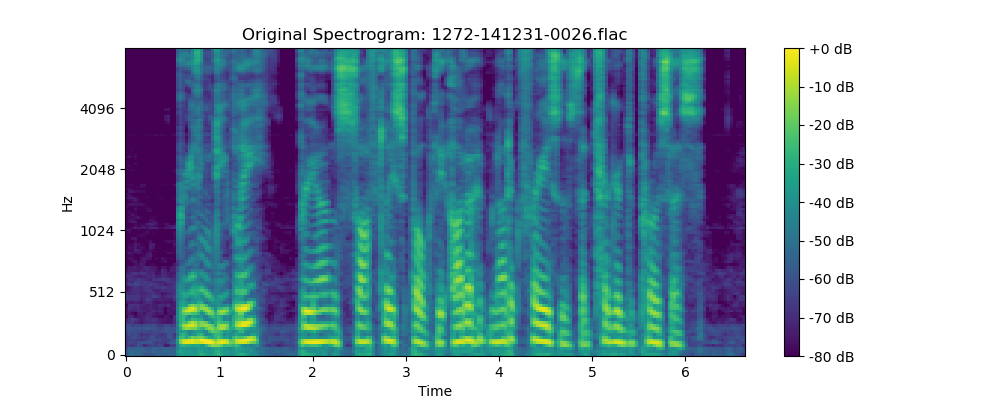 Original Spectrogram: 1272-141231-0026.flac
Hz
4096
2048
1024
512
0
0 1 2 3 4 5 6
Time
+0 dB
-10 dB
-20 dB
-30 dB
-40 dB
-50 dB
-60 dB
-70 dB
-80 dB